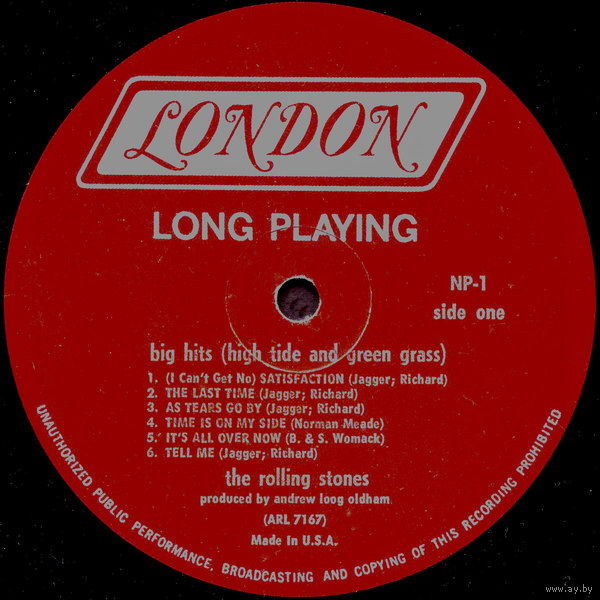 LONDON
LONG PLAYING
NP-1
side one
big hits (high tide and green grass)
1. (I Can't Get No) SATISFACTION (Jagger; Richard)
2. THE LAST TIME (Jagger; Richard)
3. AS TEARS GO BY (Jagger; Richard)
4. TIME IS ON MY SIDE (Norman Meade)
5. IT'S ALL OVER NOW (B. & S. Womack)
6. TELL ME (Jagger; Richard)
the rolling stones
produced by andrew loog oldham
(ARL 7167)
Made In U.S.A.
UNAUTHORIZED PUBLIC PERFORMANCE, BROADCASTING AND COPYING OF THIS RECORDING PROHIBITED
www.ay.by